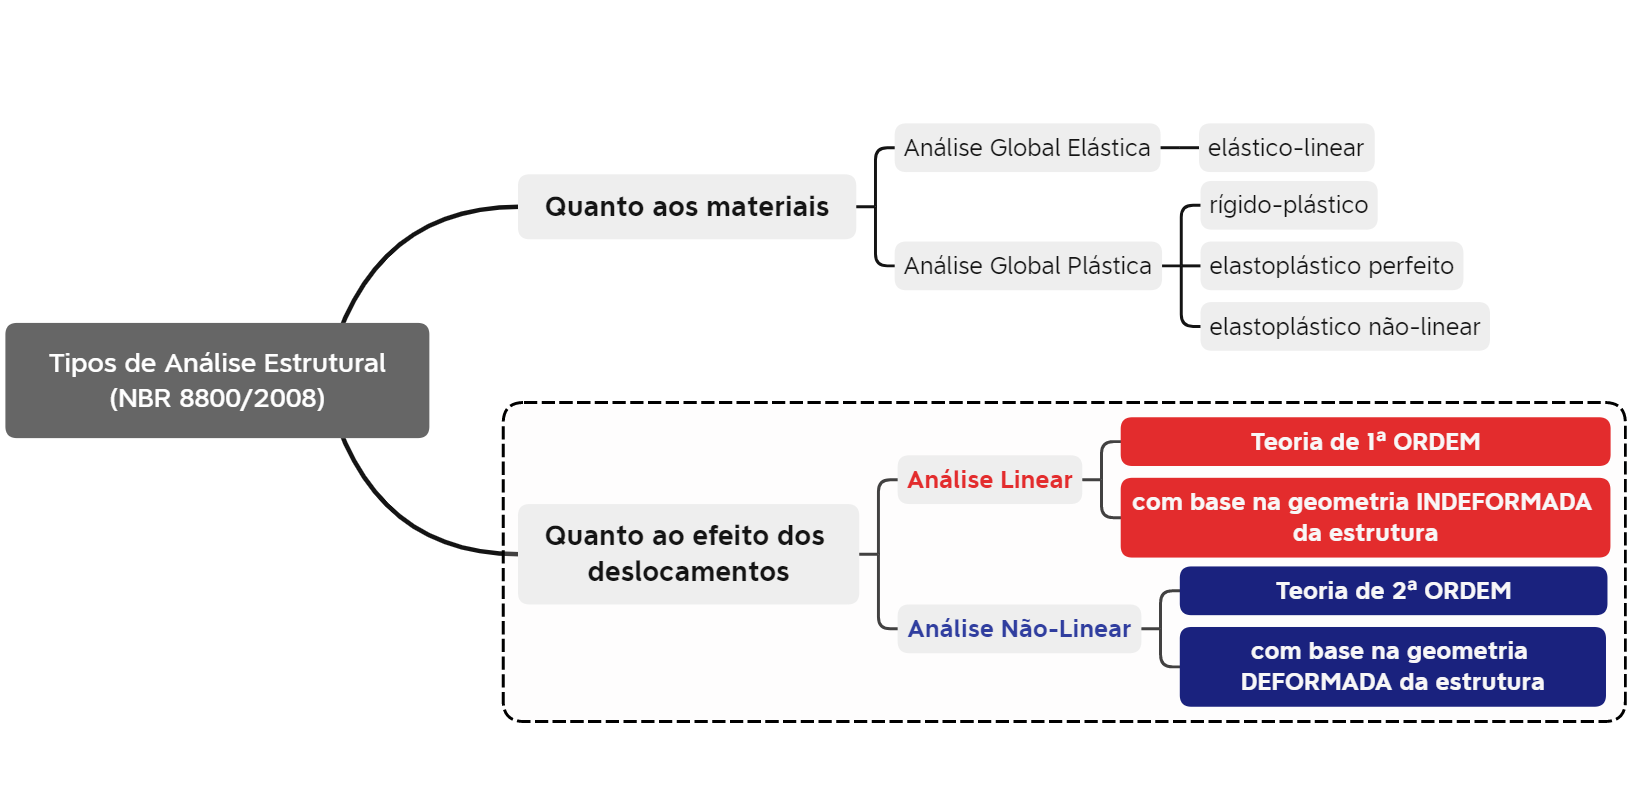 Tipos de Análise Estrutural
(NBR 8800/2008)
Quanto aos materiais
Análise Global Elástica
elástico-linear
Análise Global Plástica
rígido-plástico
elastoplástico perfeito
elastoplástico não-linear
Quanto ao efeito dos
deslocamentos
Análise Linear
Teoria de 1ª ORDEM
com base na geometria INDEFORMADA
da estrutura
Análise Não-Linear
Teoria de 2ª ORDEM
com base na geometria
DEFORMADA da estrutura